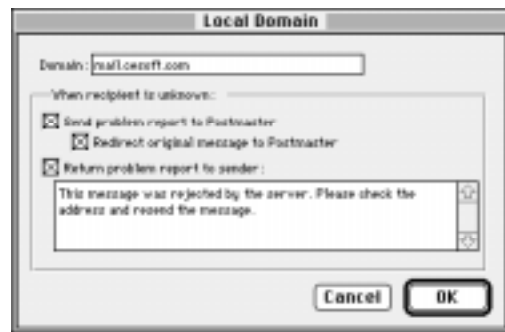 Local Domain
Domain: mail.cesoft.com
When recipient is unknown:
Send problem report to Postmaster
Redirect original message to Postmaster
Return problem report to sender:
This message was rejected by the server. Please check the
address and resend the message.
Cancel OK